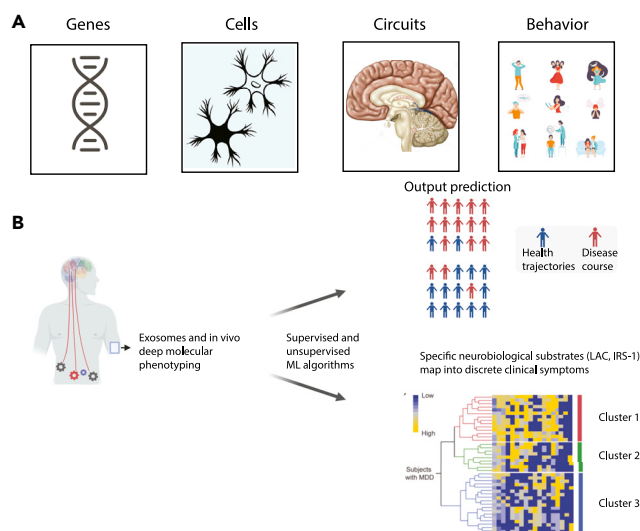 A
Genes
Cells
Circuits
Behavior
Output prediction
B
Health
trajectories
Disease
course
Exosomes and in vivo
deep molecular
phenotyping
Supervised and
unsupervised
ML algorithms
Specific neurobiological substrates (LAC, IRS-1)
map into discrete clinical symptoms
Low
High
Cluster 1
Cluster 2
Subjects
with MDD
Cluster 3